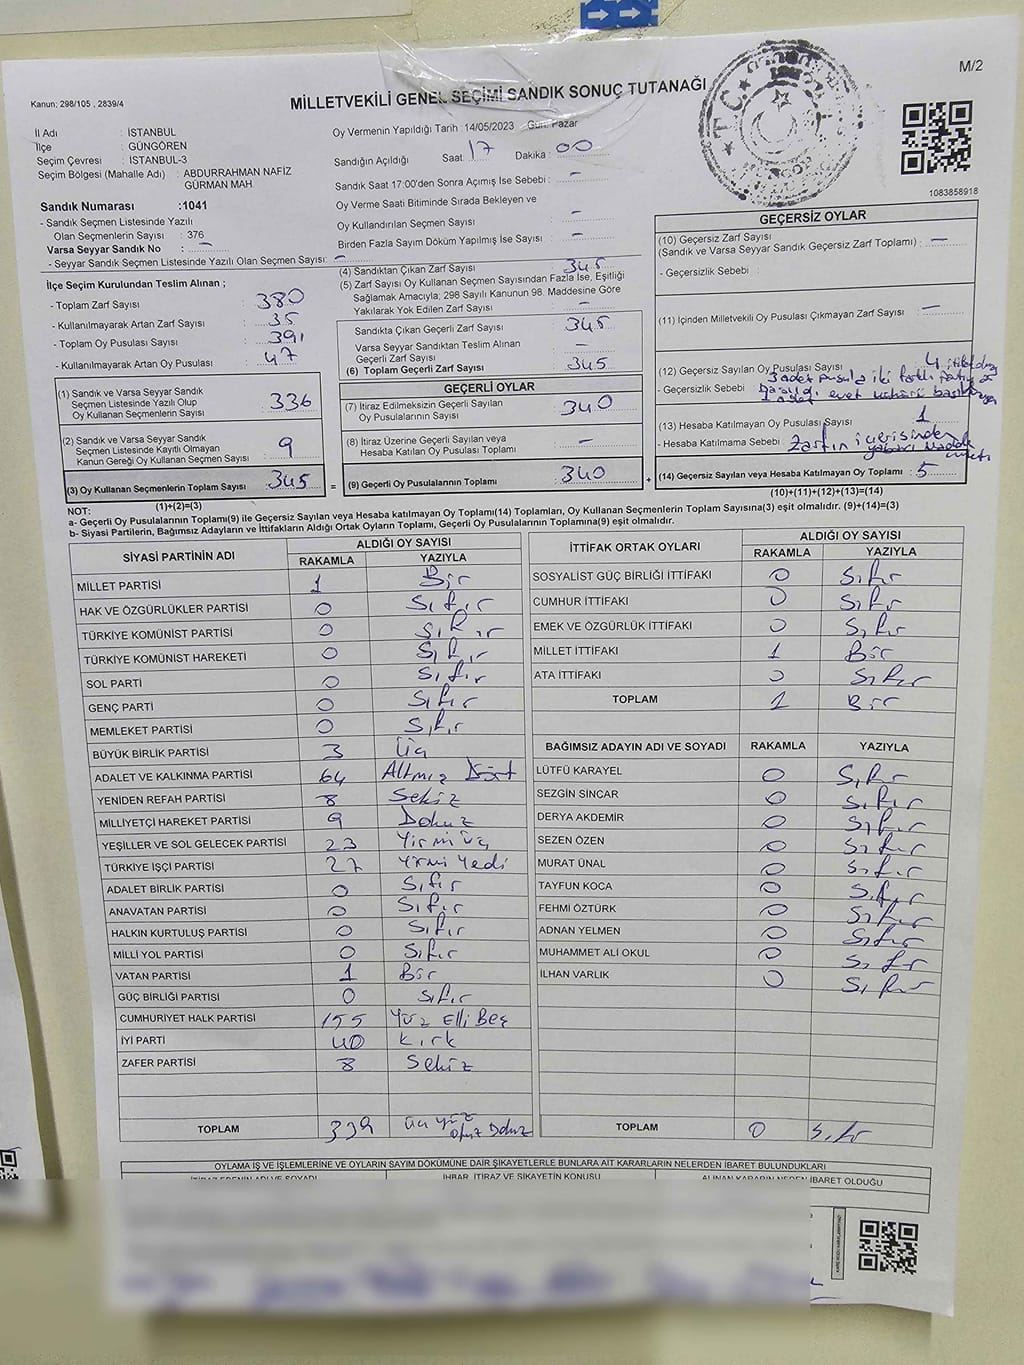 M/2
Kanun: 298/105 , 2839/4
MİLLETVEKİLİ GENEL SEÇİMİ SANDIK SONUÇ TUTANAĞI
T.C.
1083858918
İl Adı : İSTANBUL
İlçe : GÜNGÖREN
Seçim Çevresi : İSTANBUL-3
Seçim Bölgesi (Mahalle Adı) : ABDURRAHMAN NAFİZ
GÜRMAN MAH
Sandık Numarası :1041
- Sandık Seçmen Listesinde Yazılı
Olan Seçmenlerin Sayısı : 376
Varsa Seyyar Sandık No : -
- Seyyar Sandık Seçmen Listesinde Yazılı Olan Seçmen Sayısı: -
Oy Vermenin Yapıldığı Tarih :14/05/2023 Gün: Pazar
Sandığın Açıldığı Saat: 17 Dakika : 00
Sandık Saat 17:00'den Sonra Açımış İse Sebebi : -
Oy Verme Saati Bitiminde Sırada Bekleyen ve
Oy Kullandırılan Seçmen Sayısı : -
Birden Fazla Sayım Döküm Yapılmış İse Sayısı : -
İlçe Seçim Kurulundan Teslim Alınan ;
- Toplam Zarf Sayısı : 380
- Kullanılmayarak Artan Zarf Sayısı : 35
- Toplam Oy Pusulası Sayısı : 391
- Kullanılmayarak Artan Oy Pusulası : 47
(1) Sandık ve Varsa Seyyar Sandık
Seçmen Listesinde Yazılı Olup
Oy Kullanan Seçmenlerin Sayısı : 336
(2) Sandık ve Varsa Seyyar Sandık
Seçmen Listesinde Kayıtlı Olmayan
Kanun Gereği Oy Kullanan Seçmen Sayısı : 9
(3) Oy Kullanan Seçmenlerin Toplam Sayısı : 345
(1)+(2)=(3)
(4) Sandıktan Çıkan Zarf Sayısı : 345
(5) Zarf Sayısı Oy Kullanan Seçmen Sayısından Fazla İse, Eşitliği
Sağlamak Amacıyla; 298 Sayılı Kanunun 98. Maddesine Göre
Yakılarak Yok Edilen Zarf Sayısı : -
Sandıkta Çıkan Geçerli Zarf Sayısı : 345
Varsa Seyyar Sandıktan Teslim Alınan
Geçerli Zarf Sayısı : -
(6) Toplam Geçerli Zarf Sayısı : 345
GEÇERLİ OYLAR
(7) İtiraz Edilmeksizin Geçerli Sayılan
Oy Pusulalarının Sayısı : 340
(8) İtiraz Üzerine Geçerli Sayılan veya
Hesaba Katılan Oy Pusulası Toplamı : -
= (9) Geçerli Oy Pusulalarının Toplamı : 340
GEÇERSİZ OYLAR
(10) Geçersiz Zarf Sayısı
(Sandık ve Varsa Seyyar Sandık Geçersiz Zarf Toplamı) : -
- Geçersizlik Sebebi :
(11) İçinden Milletvekili Oy Pusulası Çıkmayan Zarf Sayısı : -
(12) Geçersiz Sayılan Oy Pusulası Sayısı : 4
3 adet pusula iki farklı
- Geçersizlik Sebebi :
1 adet evet mührü
(13) Hesaba Katılmayan Oy Pusulası Sayısı : 1
- Hesaba Katılmama Sebebi : Zarfın içerisinde
yabancı madde
+ (14) Geçersiz Sayılan veya Hesaba Katılmayan Oy Toplamı : 5
(10)+(11)+(12)+(13)=(14)
NOT:
a- Geçerli Oy Pusulalarının Toplamı(9) ile Geçersiz Sayılan veya Hesaba katılmayan Oy Toplamı(14) Toplamları, Oy Kullanan Seçmenlerin Toplam Sayısına(3) eşit olmalıdır. (9)+(14)=(3)
b- Siyasi Partilerin, Bağımsız Adayların ve İttifakların Aldığı Ortak Oyların Toplamı, Geçerli Oy Pusulalarının Toplamına(9) eşit olmalıdır.
SİYASİ PARTİNİN ADI ALDIĞI OY SAYISI
RAKAMLA YAZIYLA
MİLLET PARTİSİ 1 Bir
HAK VE ÖZGÜRLÜKLER PARTİSİ 0 Sıfır
TÜRKİYE KOMÜNİST PARTİSİ 0 Sıfır
TÜRKİYE KOMÜNİST HAREKETİ 0 Sıfır
SOL PARTİ 0 Sıfır
GENÇ PARTİ 0 Sıfır
MEMLEKET PARTİSİ 0 Sıfır
BÜYÜK BİRLİK PARTİSİ 3 Üç
ADALET VE KALKINMA PARTİSİ 64 Altmış Dört
YENİDEN REFAH PARTİSİ 8 Sekiz
MİLLİYETÇİ HAREKET PARTİSİ 9 Dokuz
YEŞİLLER VE SOL GELECEK PARTİSİ 23 Yirmi üç
TÜRKİYE İŞÇİ PARTİSİ 27 Yirmi Yedi
ADALET BİRLİK PARTİSİ 0 Sıfır
ANAVATAN PARTİSİ 0 Sıfır
HALKIN KURTULUŞ PARTİSİ 0 Sıfır
MİLLİ YOL PARTİSİ 0 Sıfır
VATAN PARTİSİ 1 Bir
GÜÇ BİRLİĞİ PARTİSİ 0 Sıfır
CUMHURİYET HALK PARTİSİ 155 Yüz Elli Beş
İYİ PARTİ 40 Kırk
ZAFER PARTİSİ 8 Sekiz
TOPLAM 339 Üç yüz
Otuz Dokuz
İTTİFAK ORTAK OYLARI ALDIĞI OY SAYISI
RAKAMLA YAZIYLA
SOSYALİST GÜÇ BİRLİĞİ İTTİFAKI 0 Sıfır
CUMHUR İTTİFAKI 0 Sıfır
EMEK VE ÖZGÜRLÜK İTTİFAKI 0 Sıfır
MİLLET İTTİFAKI 1 Bir
ATA İTTİFAKI 0 Sıfır
TOPLAM 1 Bir
BAĞIMSIZ ADAYIN ADI VE SOYADI RAKAMLA YAZIYLA
LÜTFÜ KARAYEL 0 Sıfır
SEZGİN SİNCAR 0 Sıfır
DERYA AKDEMİR 0 Sıfır
SEZEN ÖZEN 0 Sıfır
MURAT ÜNAL 0 Sıfır
TAYFUN KOCA 0 Sıfır
FEHMİ ÖZTÜRK 0 Sıfır
ADNAN YELMEN 0 Sıfır
MUHAMMET ALİ OKUL 0 Sıfır
İLHAN VARLIK 0 Sıfır
TOPLAM 0 Sıfır
OYLAMA İŞ VE İŞLEMLERİNE VE OYLARIN SAYIM DÖKÜMÜNE DAİR ŞİKAYETLERLE BUNLARA AİT KARARLARIN NELERDEN İBARET BULUNDUKLARI
İTİRAZ EDENİN ADI VE SOYADI İHBAR, İTİRAZ VE ŞİKAYETİN KONUSU ALINAN KARARIN NEDEN İBARET OLDUĞU